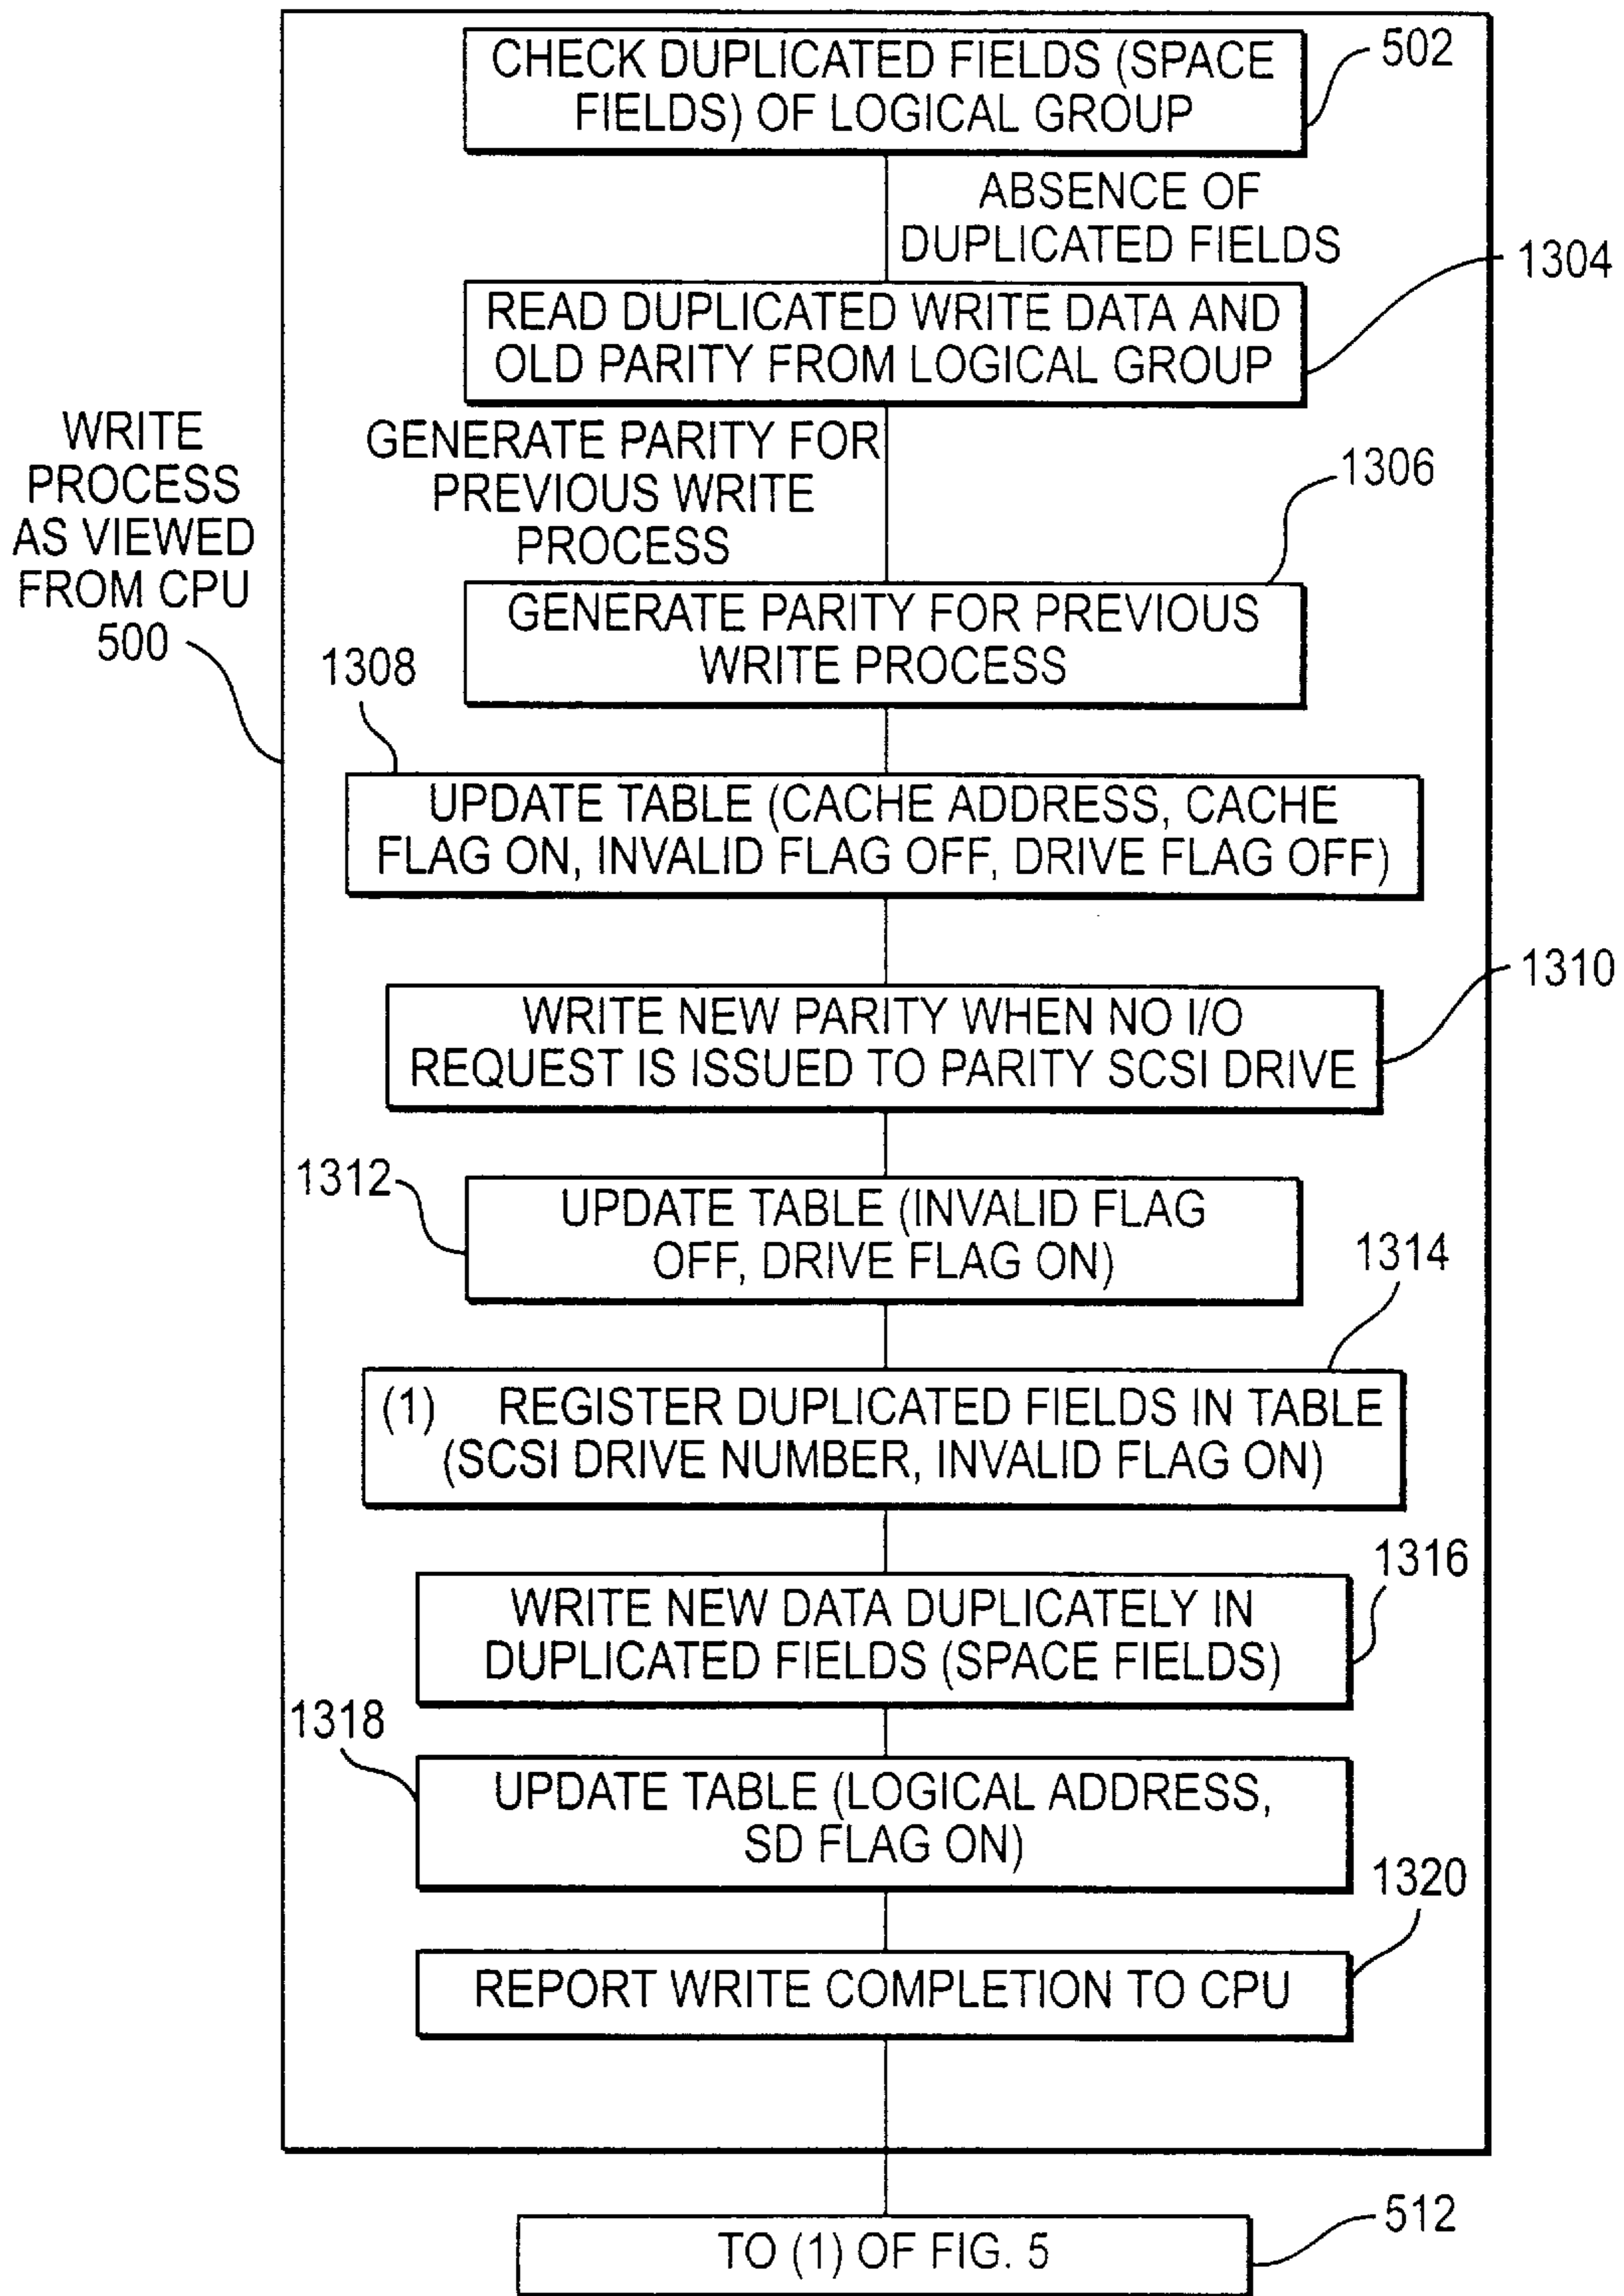 CHECK DUPLICATED FIELDS (SPACE
FIELDS) OF LOGICAL GROUP
502
ABSENCE OF
DUPLICATED FIELDS
1304
READ DUPLICATED WRITE DATA AND
OLD PARITY FROM LOGICAL GROUP
WRITE
PROCESS
AS VIEWED
FROM CPU
500
GENERATE PARITY FOR
PREVIOUS WRITE
PROCESS
1306
GENERATE PARITY FOR PREVIOUS
WRITE PROCESS
1308
UPDATE TABLE (CACHE ADDRESS, CACHE
FLAG ON, INVALID FLAG OFF, DRIVE FLAG OFF)
1310
WRITE NEW PARITY WHEN NO I/O
REQUEST IS ISSUED TO PARITY SCSI DRIVE
1312
UPDATE TABLE (INVALID FLAG
OFF, DRIVE FLAG ON)
1314
(1) REGISTER DUPLICATED FIELDS IN TABLE
(SCSI DRIVE NUMBER, INVALID FLAG ON)
1316
WRITE NEW DATA DUPLICATELY IN
DUPLICATED FIELDS (SPACE FIELDS)
1318
UPDATE TABLE (LOGICAL ADDRESS,
SD FLAG ON)
1320
REPORT WRITE COMPLETION TO CPU
512
TO (1) OF FIG. 5